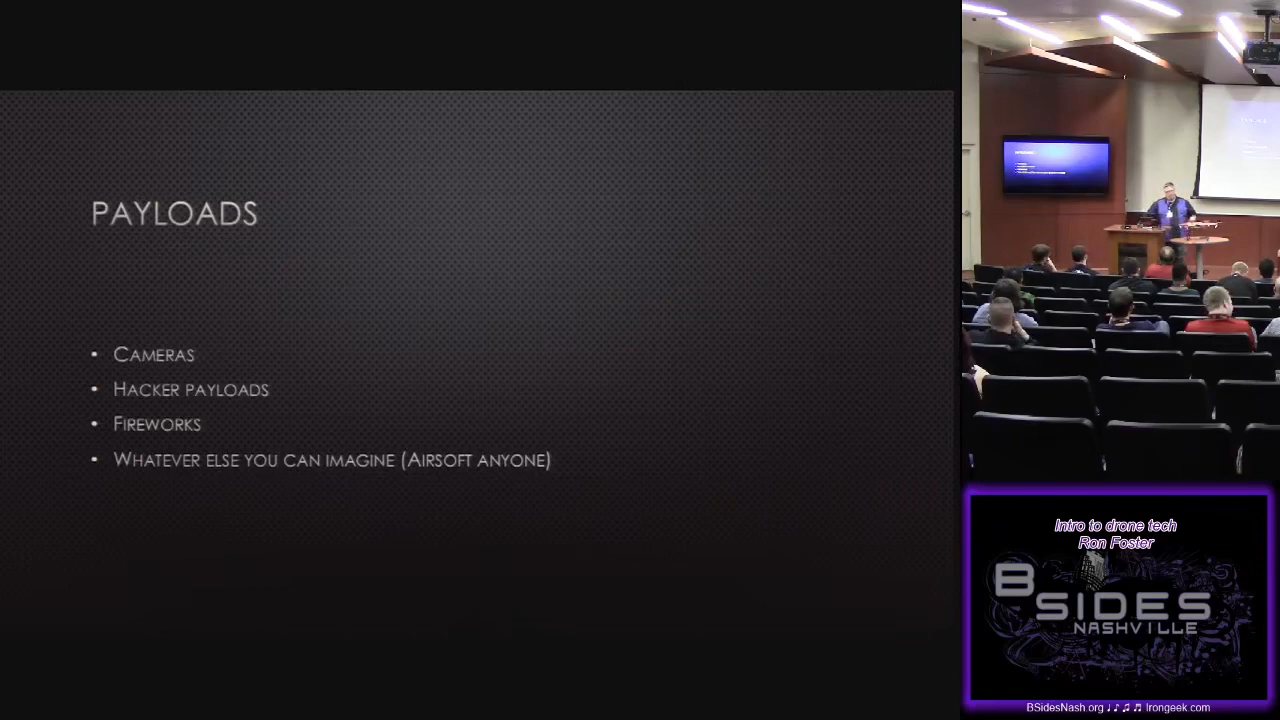 PAYLOADS
• CAMERAS
• HACKER PAYLOADS
• FIREWORKS
• WHATEVER ELSE YOU CAN IMAGINE (AIRSOFT ANYONE)
Intro to drone tech
Ron Foster
BSIDES
NASHVILLE
BSidesNash.org ♩ ♪ ♫ ♬ Irongeek.com